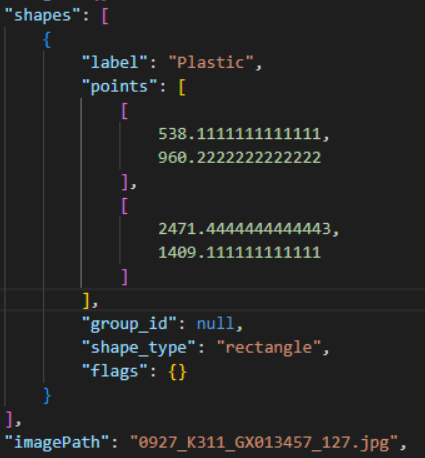 "shapes": [
{
"label": "Plastic",
"points": [
[
538.1111111111111,
960.2222222222222
],
[
2471.4444444444443,
1409.111111111111
]
],
"group_id": null,
"shape_type": "rectangle",
"flags": {}
}
],
"imagePath": "0927_K311_GX013457_127.jpg",